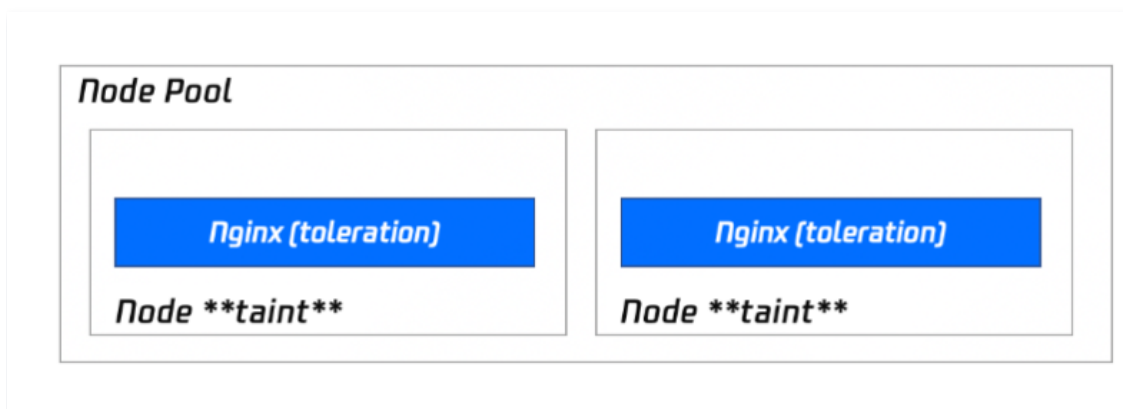 Node Pool
Nginx (toleration)
Node **taint**
Nginx (toleration)
Node **taint**